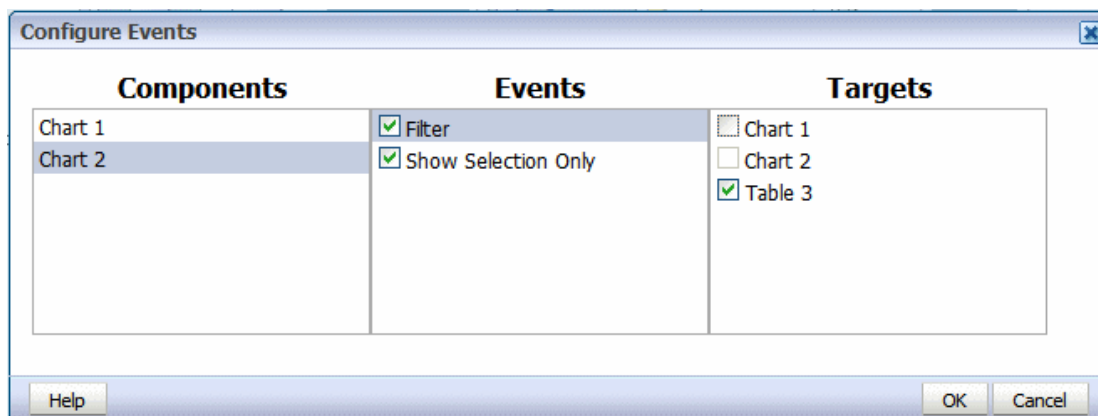 Configure Events
Components Events Targets
Chart 1 Filter Chart 1
Chart 2 Show Selection Only Chart 2
Table 3
Help OK Cancel